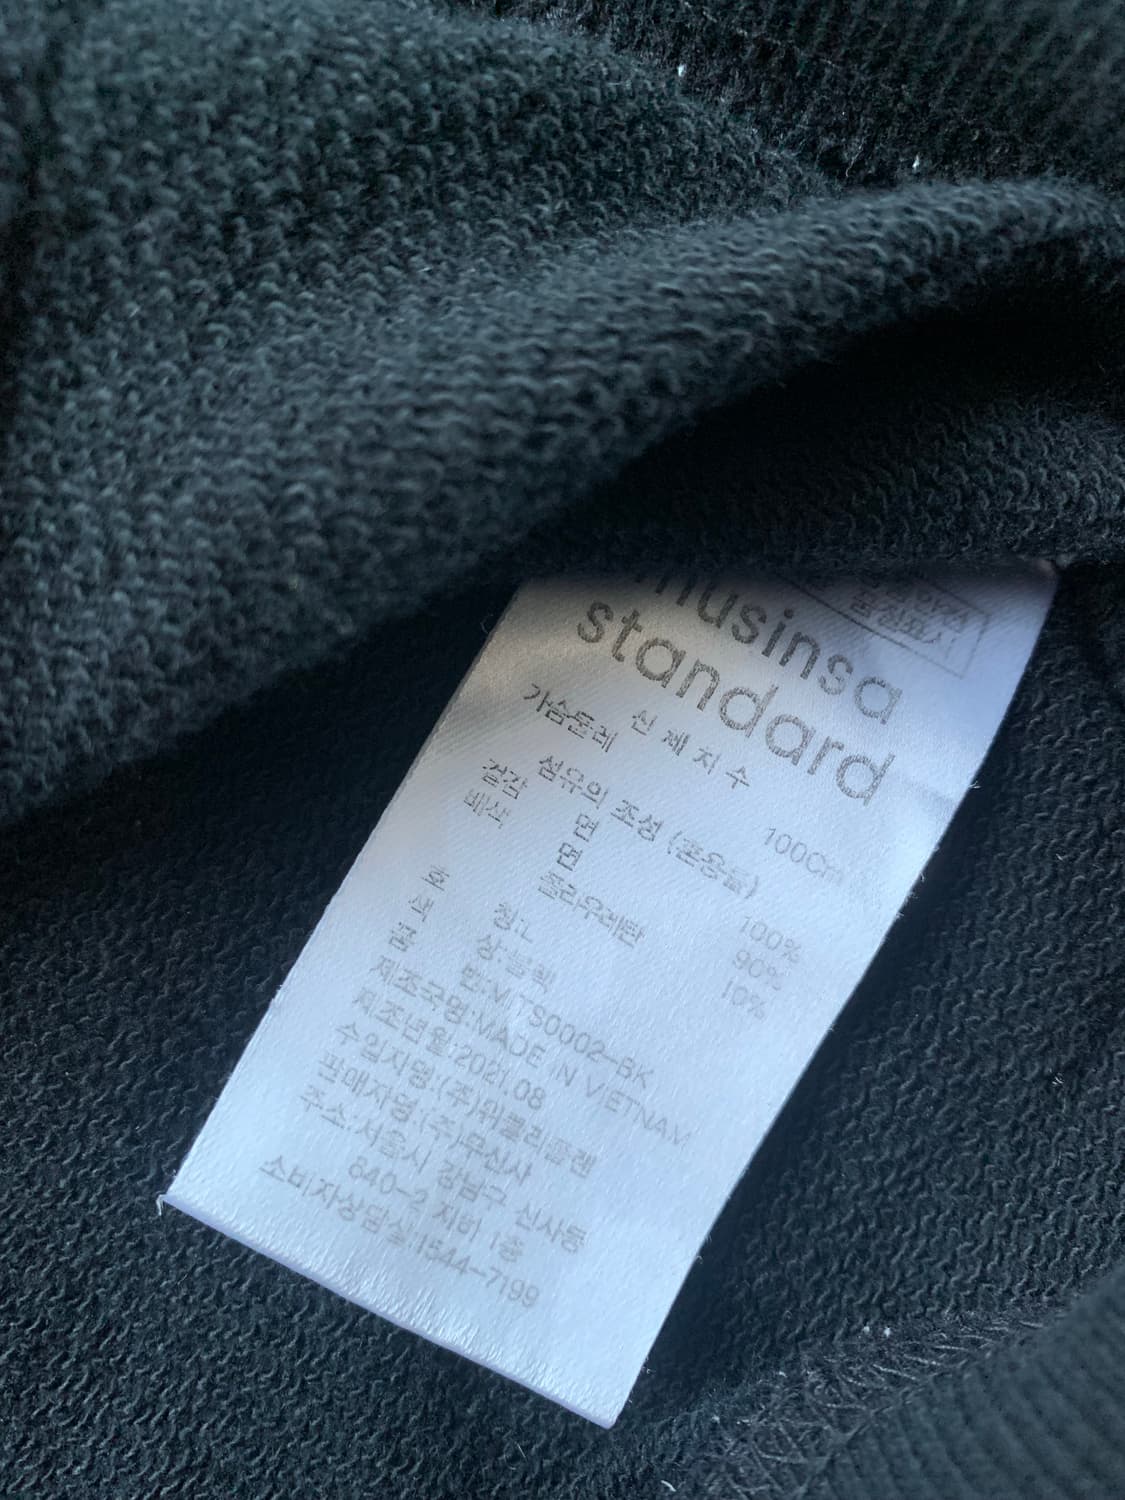 musinsa
standard
신체치수
가슴둘레 100Cm
섬유의 조성 (혼용율)
겉감 면 100%
배색 면 90%
폴리우레탄 10%
호 칭:L
색 상:블랙
품 번:MTS0002-BK
제조국명:MADE IN VIETNAM
제조년월:2021.08
수입자명:(주)위클리플렌
판매자명:(주)무신사
주소:서울시 강남구 신사동
840-2 지비 1층
소비자상담실:1544-7199